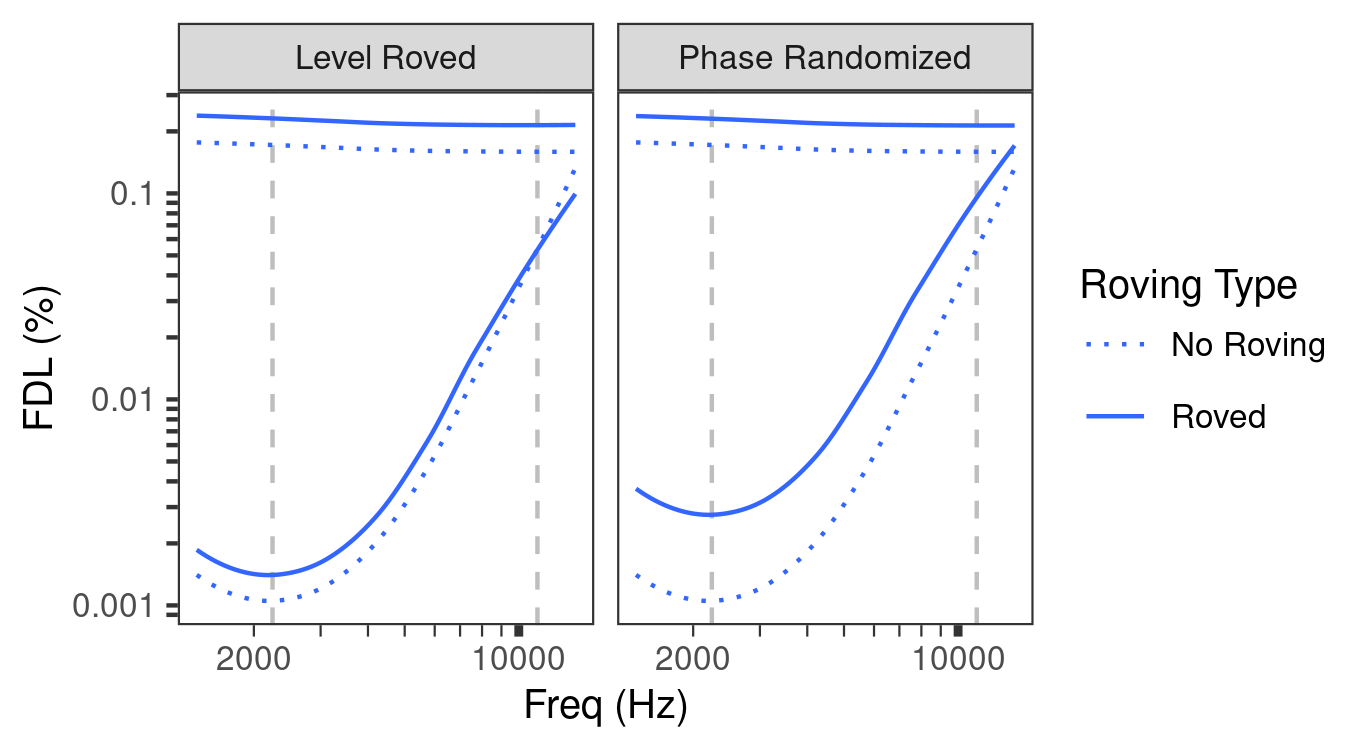 Level Roved
Phase Randomized
0.1
0.01
0.001
FDL (%)
2000
10000
2000
10000
Freq (Hz)
Roving Type
No Roving
Roved